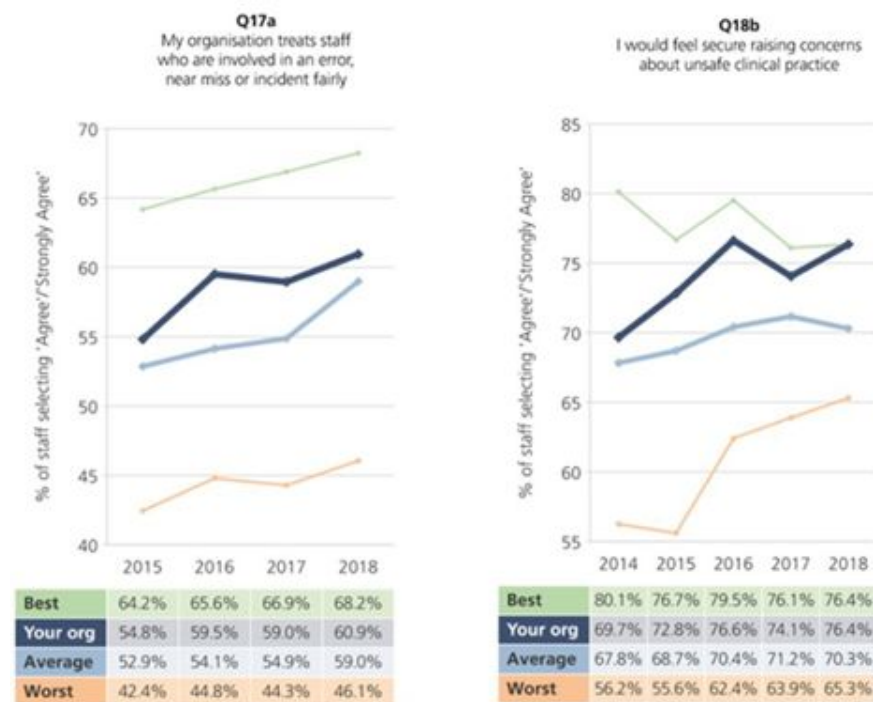 Q17a
My organisation treats staff
who are involved in an error,
near miss or incident fairly
% of staff selecting 'Agree'/'Strongly Agree'
70
65
60
55
50
45
40
2015 2016 2017 2018
Best 64.2% 65.6% 66.9% 68.2%
Your org 54.8% 59.5% 59.0% 60.9%
Average 52.9% 54.1% 54.9% 59.0%
Worst 42.4% 44.8% 44.3% 46.1%
Q18b
I would feel secure raising concerns
about unsafe clinical practice
% of staff selecting 'Agree'/'Strongly Agree'
85
80
75
70
65
60
55
2014 2015 2016 2017 2018
Best 80.1% 76.7% 79.5% 76.1% 76.4%
Your org 69.7% 72.8% 76.6% 74.1% 76.4%
Average 67.8% 68.7% 70.4% 71.2% 70.3%
Worst 56.2% 55.6% 62.4% 63.9% 65.3%